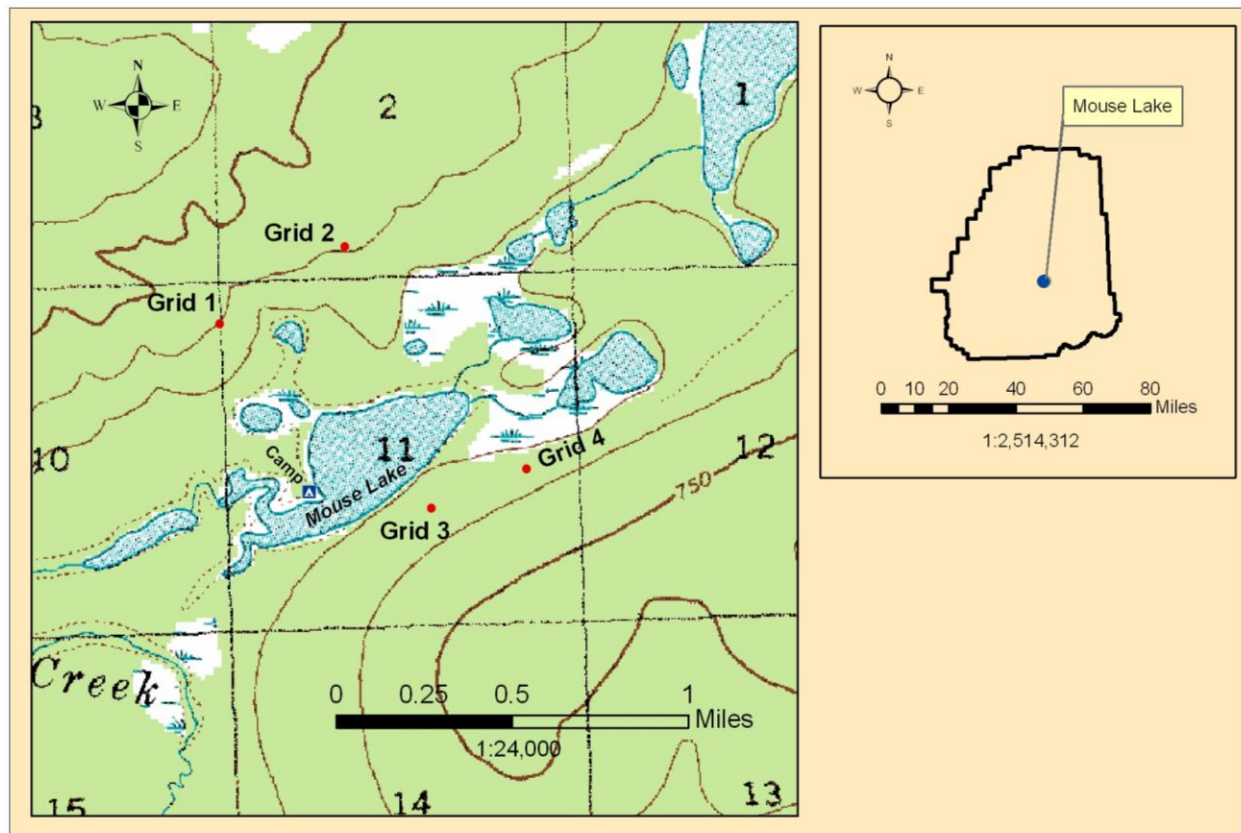 N
W E
S
2
1
Grid 2
Grid 1
10
11
Camp
Mouse Lake
Grid 4
Grid 3
12
750
Creek
0 0.25 0.5 1
Miles
1:24,000
15
14
13
N
W E
S
Mouse Lake
0 10 20 40 60 80
Miles
1:2,514,312